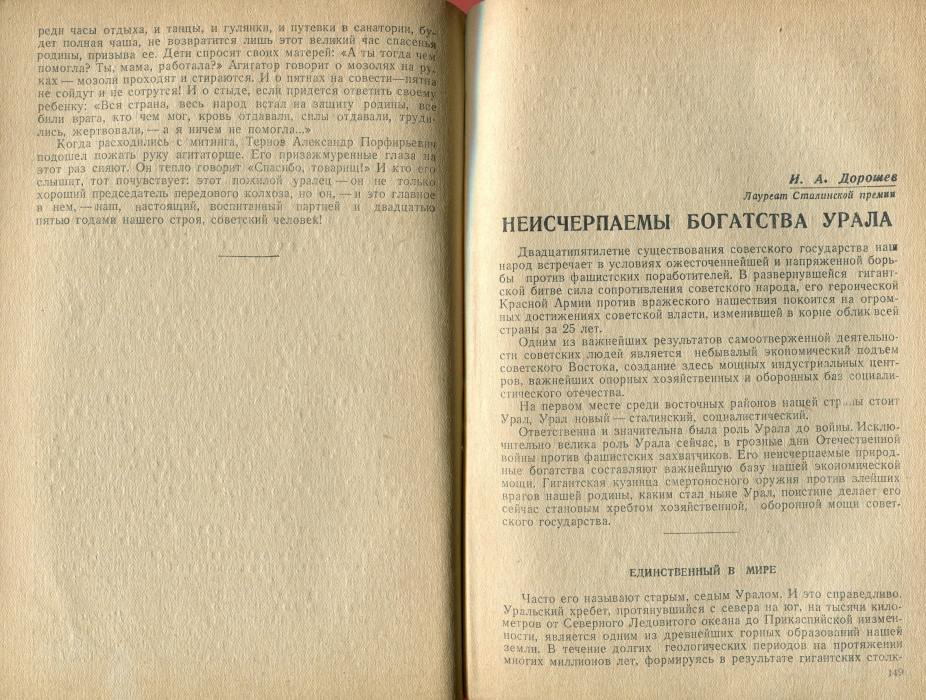 реди часы отдыха, и танцы, и гулянки, и путевки в санатории, бу-
дет полная чаша, не возвратится лишь этот великий час спасенья
родины, призыва ее. Дети спросят своих матерей: «А ты тогда чем
помогла? Ты, мама, работала?» Агитатор говорит о мозолях на ру-
ках — мозоли проходят и стираются. И о пятнах на совести—пятна
не сойдут и не сотрутся! И о стыде, если придется ответить своему
ребенку: «Вся страна, весь народ встал на защиту родины, все
били врага, кто чем мог, кровь отдавали, силы отдавали, труди-
лись, жертвовали, — а я ничем не помогла...»
Когда расходились с митинга, Тернов Александр Порфирьевич
подошел пожать руку агитаторше. Его призажмуренные глаза на
этот раз сияют. Он тепло говорит «Спасибо, товарищ!» И кто его
слышит, тот почувствует: этот пожилой уралец — он не только
хороший председатель передового колхоза, но он, — и это главное
в нем, — наш, настоящий, воспитанный партией и двадцатью
пятью годами нашего строя, советский человек!
И. А. Дорошев
Лауреат Сталинской премии
НЕИСЧЕРПАЕМЫ БОГАТСТВА УРАЛА
Двадцатипятилетие существования советского государства наш
народ встречает в условиях ожесточеннейшей и напряженной борь-
бы против фашистских поработителей. В развернувшейся гигант-
ской битве сила сопротивления советского народа, его героической
Красной Армии против вражеского нашествия покоится на огром-
ных достижениях советской власти, изменившей в корне облик всей
страны за 25 лет.
Одним из важнейших результатов самоотверженной деятельно-
сти советских людей является небывалый экономический подъем
советского Востока, создание здесь мощных индустриальных цент-
ров, важнейших опорных хозяйственных и оборонных баз социали-
стического отечества.
На первом месте среди восточных районов нашей стоит
Урал, Урал новый — сталинский, социалистический.
Ответственна и значительна была роль Урала до войны. Исклю-
чительно велика роль Урала сейчас, в грозные дни Отечественной
войны против фашистских захватчиков. Его неисчерпаемые природ-
ные богатства составляют важнейшую базу нашей экономической
мощи. Гигантская кузница смертоносного оружия против злейших
врагов нашей родины, каким стал ныне Урал, поистине делает его
сейчас становым хребтом хозяйственной, оборонной мощи совет-
ского государства.
ЕДИНСТВЕННЫЙ В МИРЕ
Часто его называют старым, седым Уралом. И это справедливо.
Уральский хребет, протянувшийся с севера на юг, на тысячи кило-
метров от Северного Ледовитого океана до Прикаспийской низмен-
ности, является одним из древнейших горных образований нашей
земли. В течение долгих геологических периодов на протяжении
многих миллионов лет, формируясь в результате гигантских столк-
149